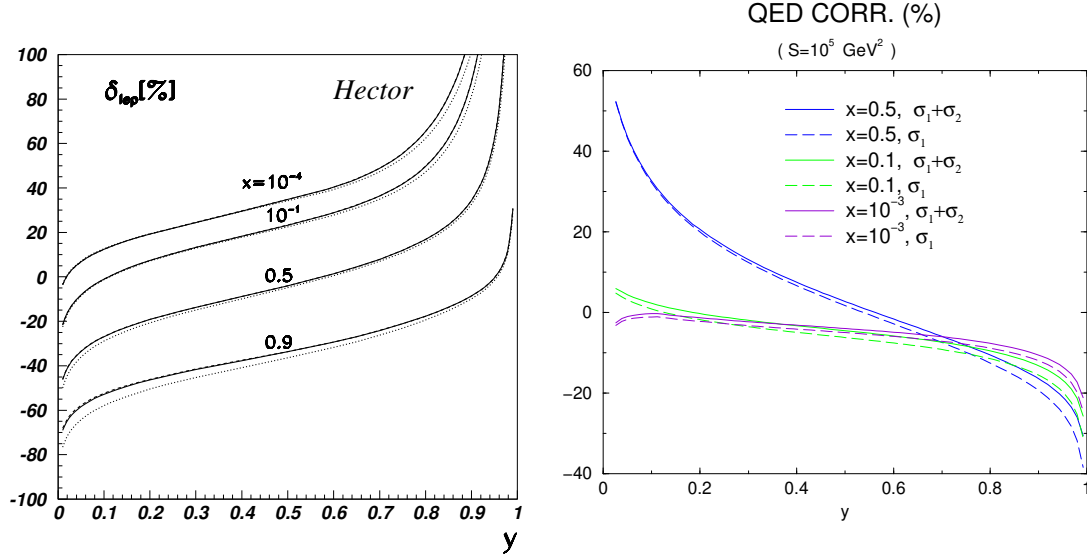 100
80
60
40
20
0
-20
-40
-60
-80
-100
δlep[%]
Hector
x=10⁻⁴
10⁻¹
0.5
0.9
0 0.1 0.2 0.3 0.4 0.5 0.6 0.7 0.8 0.9 1
y
QED CORR. (%)
( S=10⁵ GeV² )
60
40
20
0
−20
−40
x=0.5, σ₁+σ₂
x=0.5, σ₁
x=0.1, σ₁+σ₂
x=0.1, σ₁
x=10⁻³, σ₁+σ₂
x=10⁻³, σ₁
0 0.2 0.4 0.6 0.8 1
y